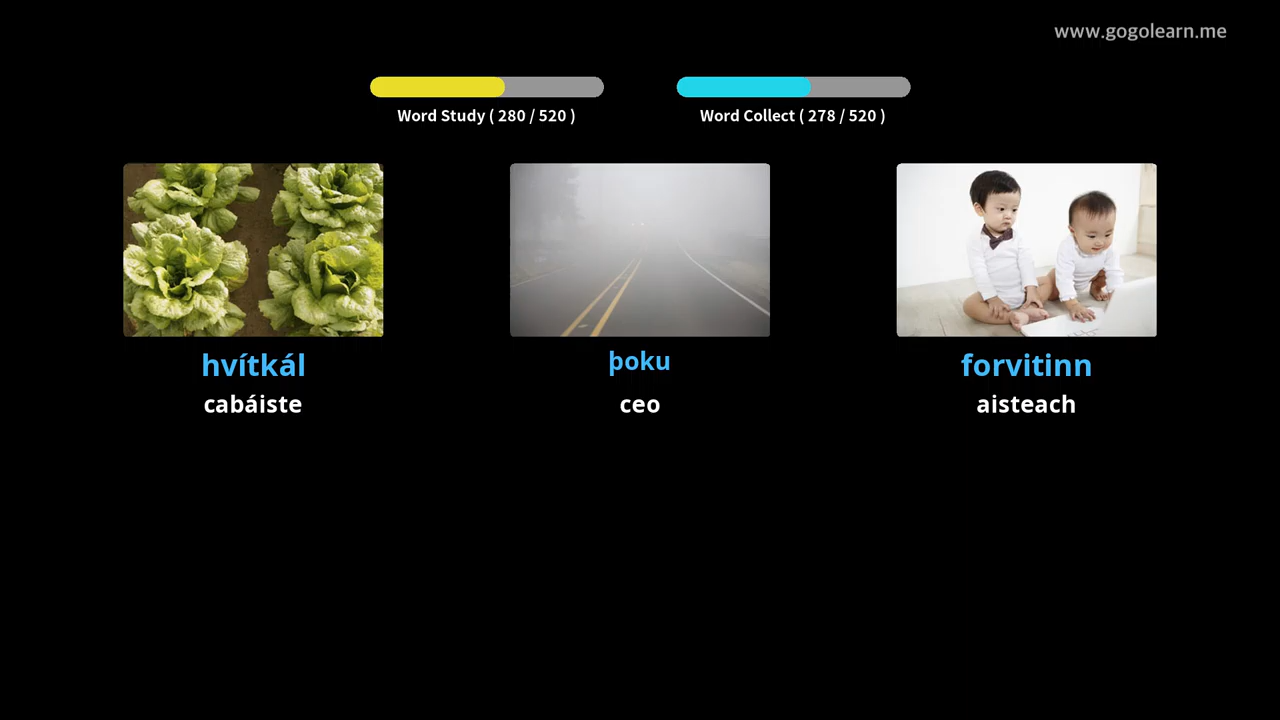 www.gogolearn.me
Word Study ( 280 / 520 )
Word Collect ( 278 / 520 )
hvítkál
þoku
forvitinn
cabáiste
ceo
aisteach